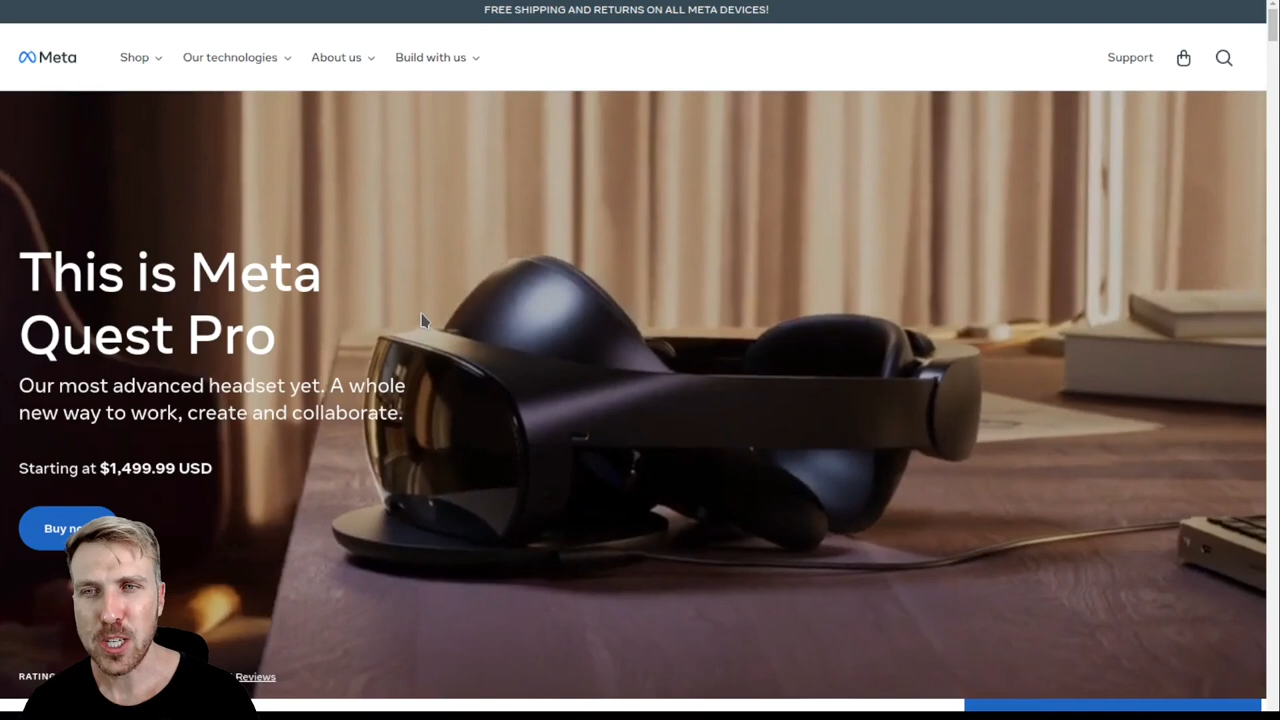 FREE SHIPPING AND RETURNS ON ALL META DEVICES!
Meta Shop Our technologies About us Build with us Support
This is Meta
Quest Pro
Our most advanced headset yet. A whole
new way to work, create and collaborate.
Starting at $1,499.99 USD
Buy
Reviews